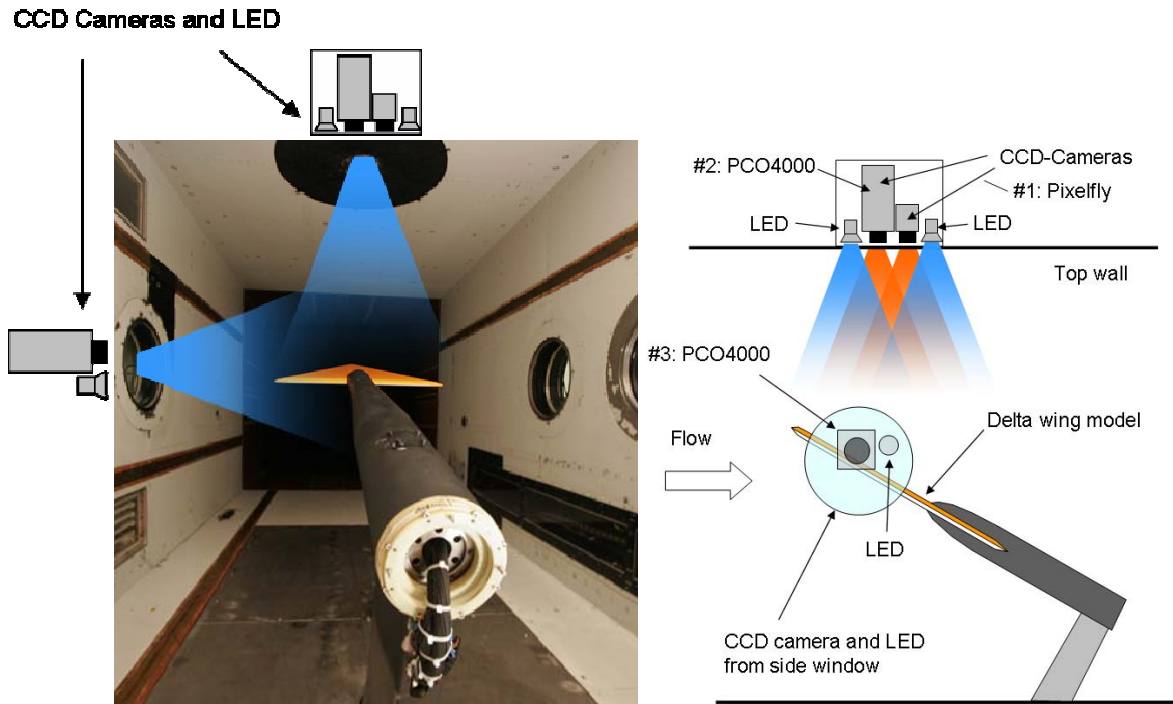 CCD Cameras and LED
#2: PCO4000
CCD-Cameras
#1: Pixelfly
LED
LED
Top wall
#3: PCO4000
Delta wing model
Flow
LED
CCD camera and LED
from side window